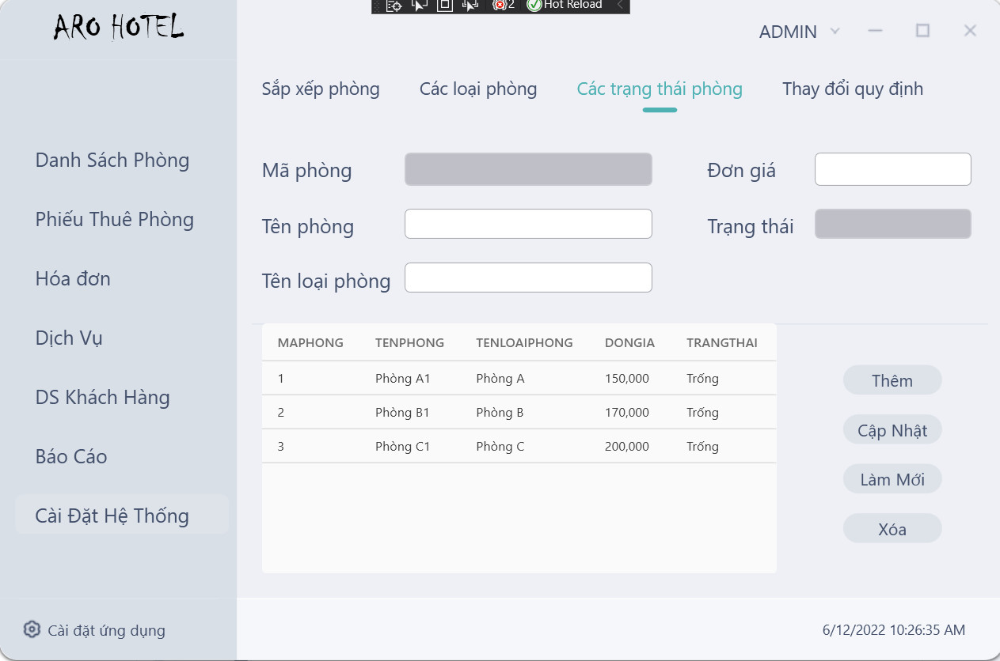 2 Hot Reload
ARO HOTEL
ADMIN
Sắp xếp phòng Các loại phòng Các trạng thái phòng Thay đổi quy định
Danh Sách Phòng
Phiếu Thuê Phòng
Hóa đơn
Dịch Vụ
DS Khách Hàng
Báo Cáo
Cài Đặt Hệ Thống
Cài đặt ứng dụng
Mã phòng Đơn giá
Tên phòng Trạng thái
Tên loại phòng
MAPHONG TENPHONG TENLOAIPHONG DONGIA TRANGTHAI
1 Phòng A1 Phòng A 150,000 Trống
2 Phòng B1 Phòng B 170,000 Trống
3 Phòng C1 Phòng C 200,000 Trống
Thêm
Cập Nhật
Làm Mới
Xóa
6/12/2022 10:26:35 AM